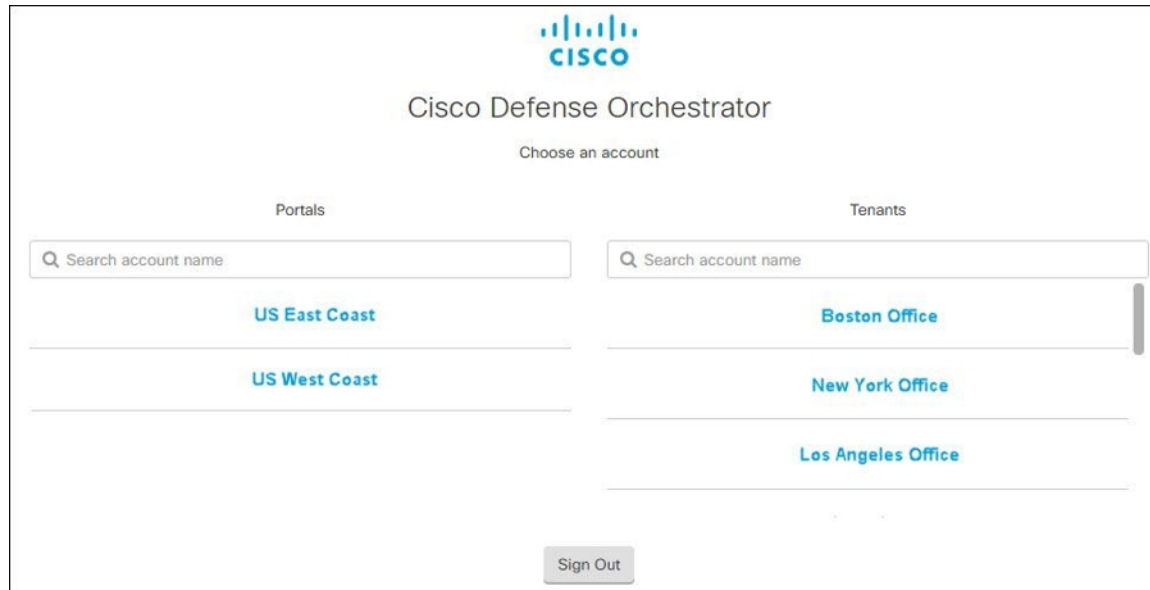 CISCO
Cisco Defense Orchestrator
Choose an account
Portals
Tenants
Search account name
Search account name
US East Coast
Boston Office
US West Coast
New York Office
Los Angeles Office
Sign Out